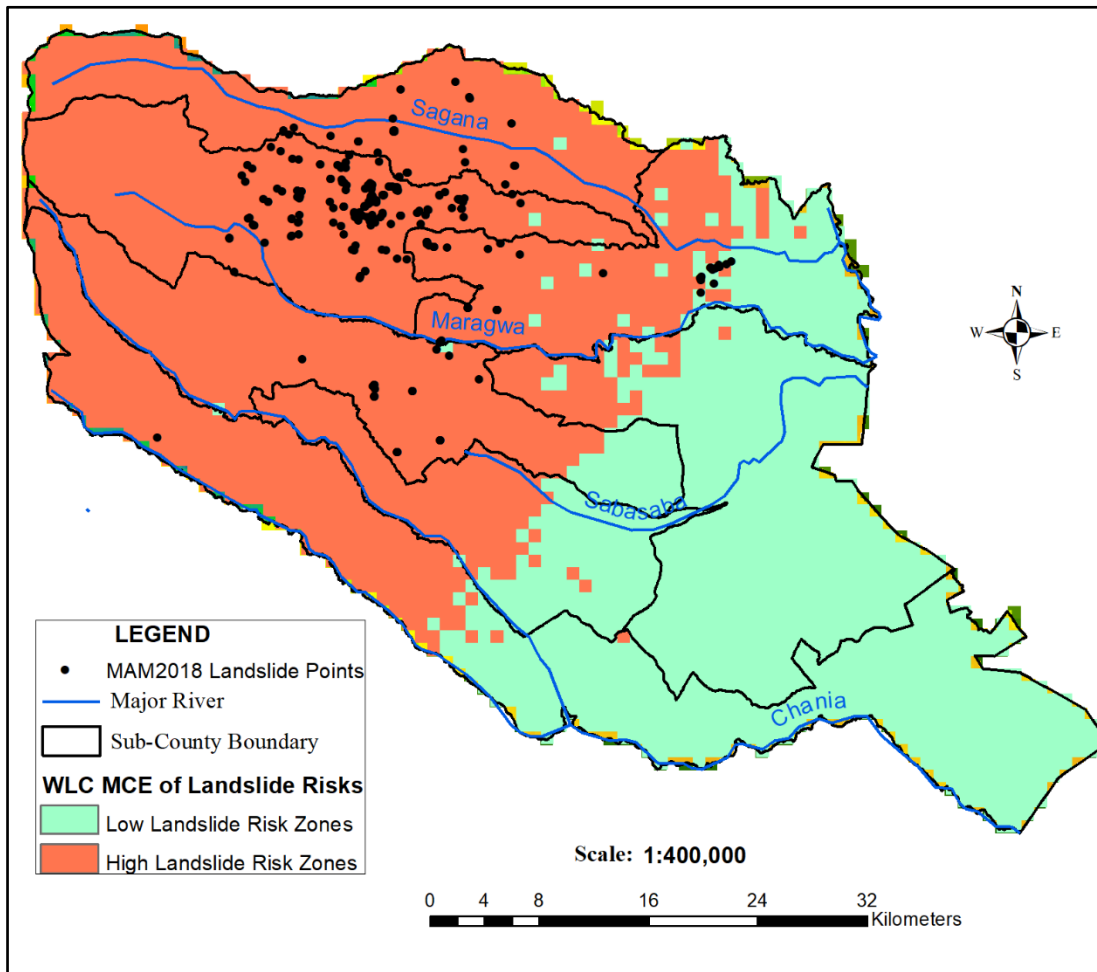 Sagana
Maragwa
Sabasaba
Chania
N
W E
S
LEGEND
MAM2018 Landslide Points
Major River
Sub-County Boundary
WLC MCE of Landslide Risks
Low Landslide Risk Zones
High Landslide Risk Zones
Scale: 1:400,000
0 4 8 16 24 32
Kilometers